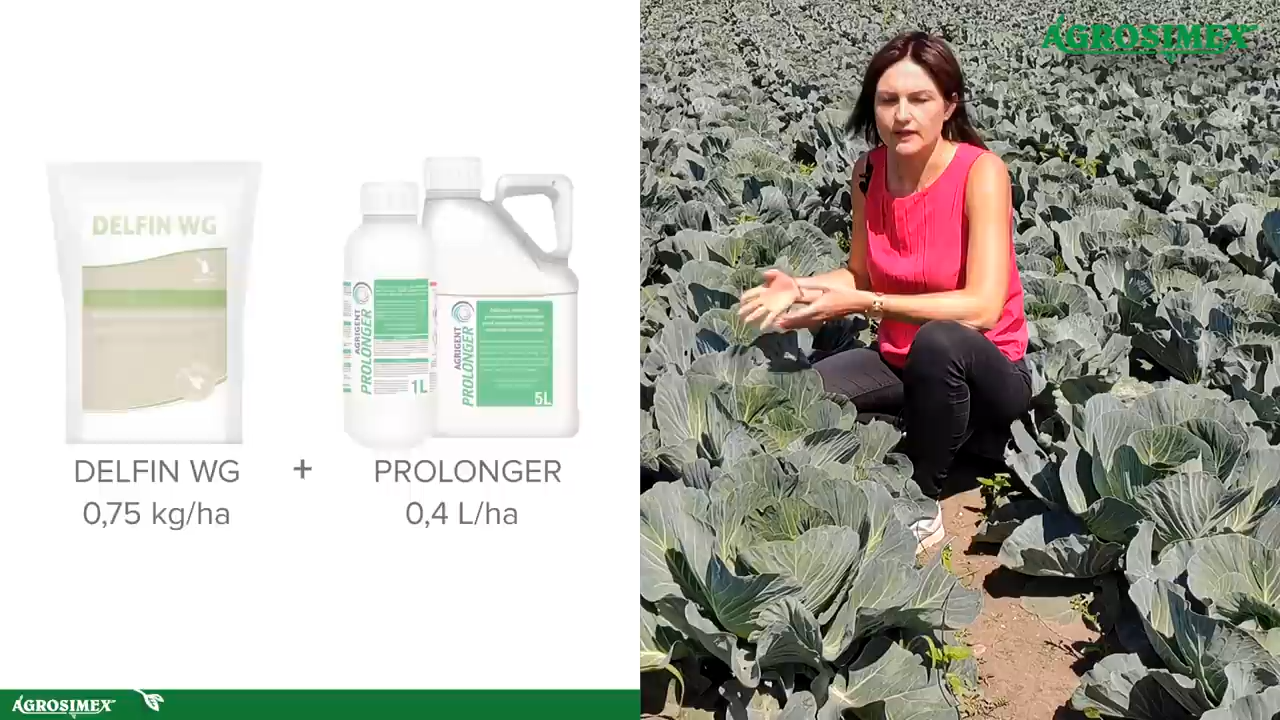 DELFIN WG
AGRIGENT
PROLONGER
1L
AGRIGENT
PROLONGER
5L
DELFIN WG + PROLONGER
0,75 kg/ha 0,4 L/ha
AGROSIMEX
AGROSIMEX